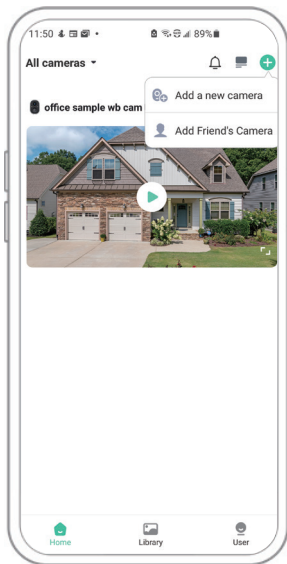 11:50
89%
All cameras
Add a new camera
office sample wb cam
Add Friend's Camera
Home
Library
User